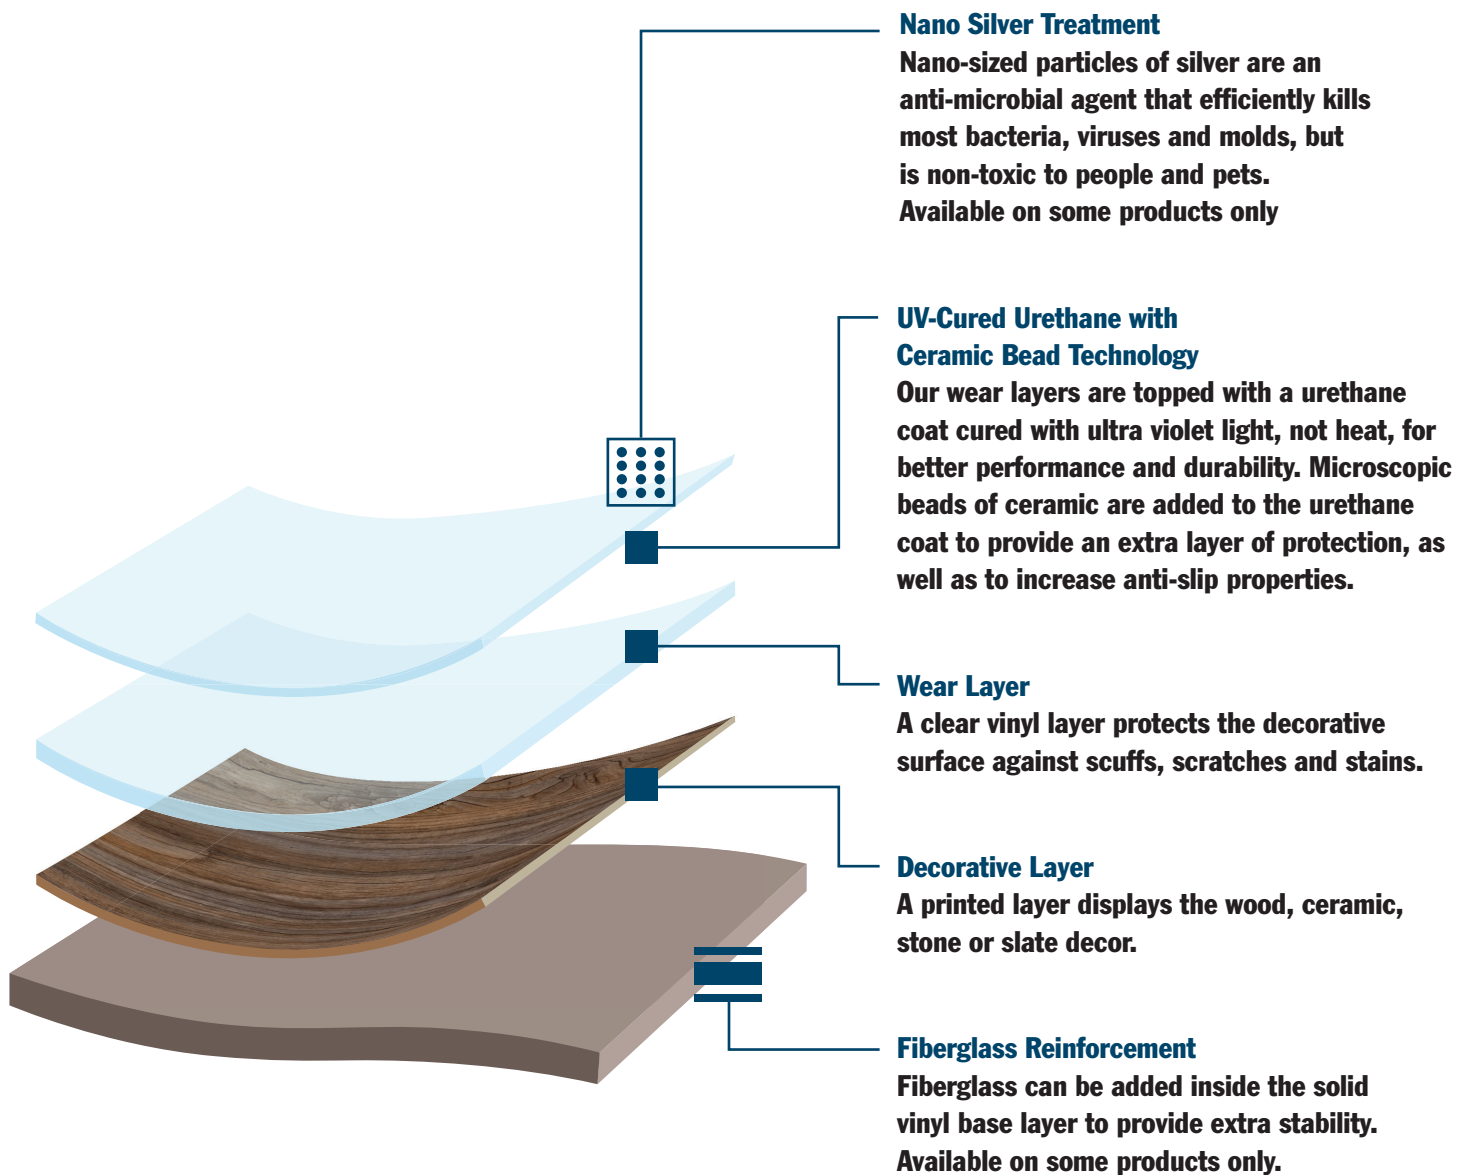 Nano Silver Treatment
Nano-sized particles of silver are an
anti-microbial agent that efficiently kills
most bacteria, viruses and molds, but
is non-toxic to people and pets.
Available on some products only
UV-Cured Urethane with
Ceramic Bead Technology
Our wear layers are topped with a urethane
coat cured with ultra violet light, not heat, for
better performance and durability. Microscopic
beads of ceramic are added to the urethane
coat to provide an extra layer of protection, as
well as to increase anti-slip properties.
Wear Layer
A clear vinyl layer protects the decorative
surface against scuffs, scratches and stains.
Decorative Layer
A printed layer displays the wood, ceramic,
stone or slate decor.
Fiberglass Reinforcement
Fiberglass can be added inside the solid
vinyl base layer to provide extra stability.
Available on some products only.